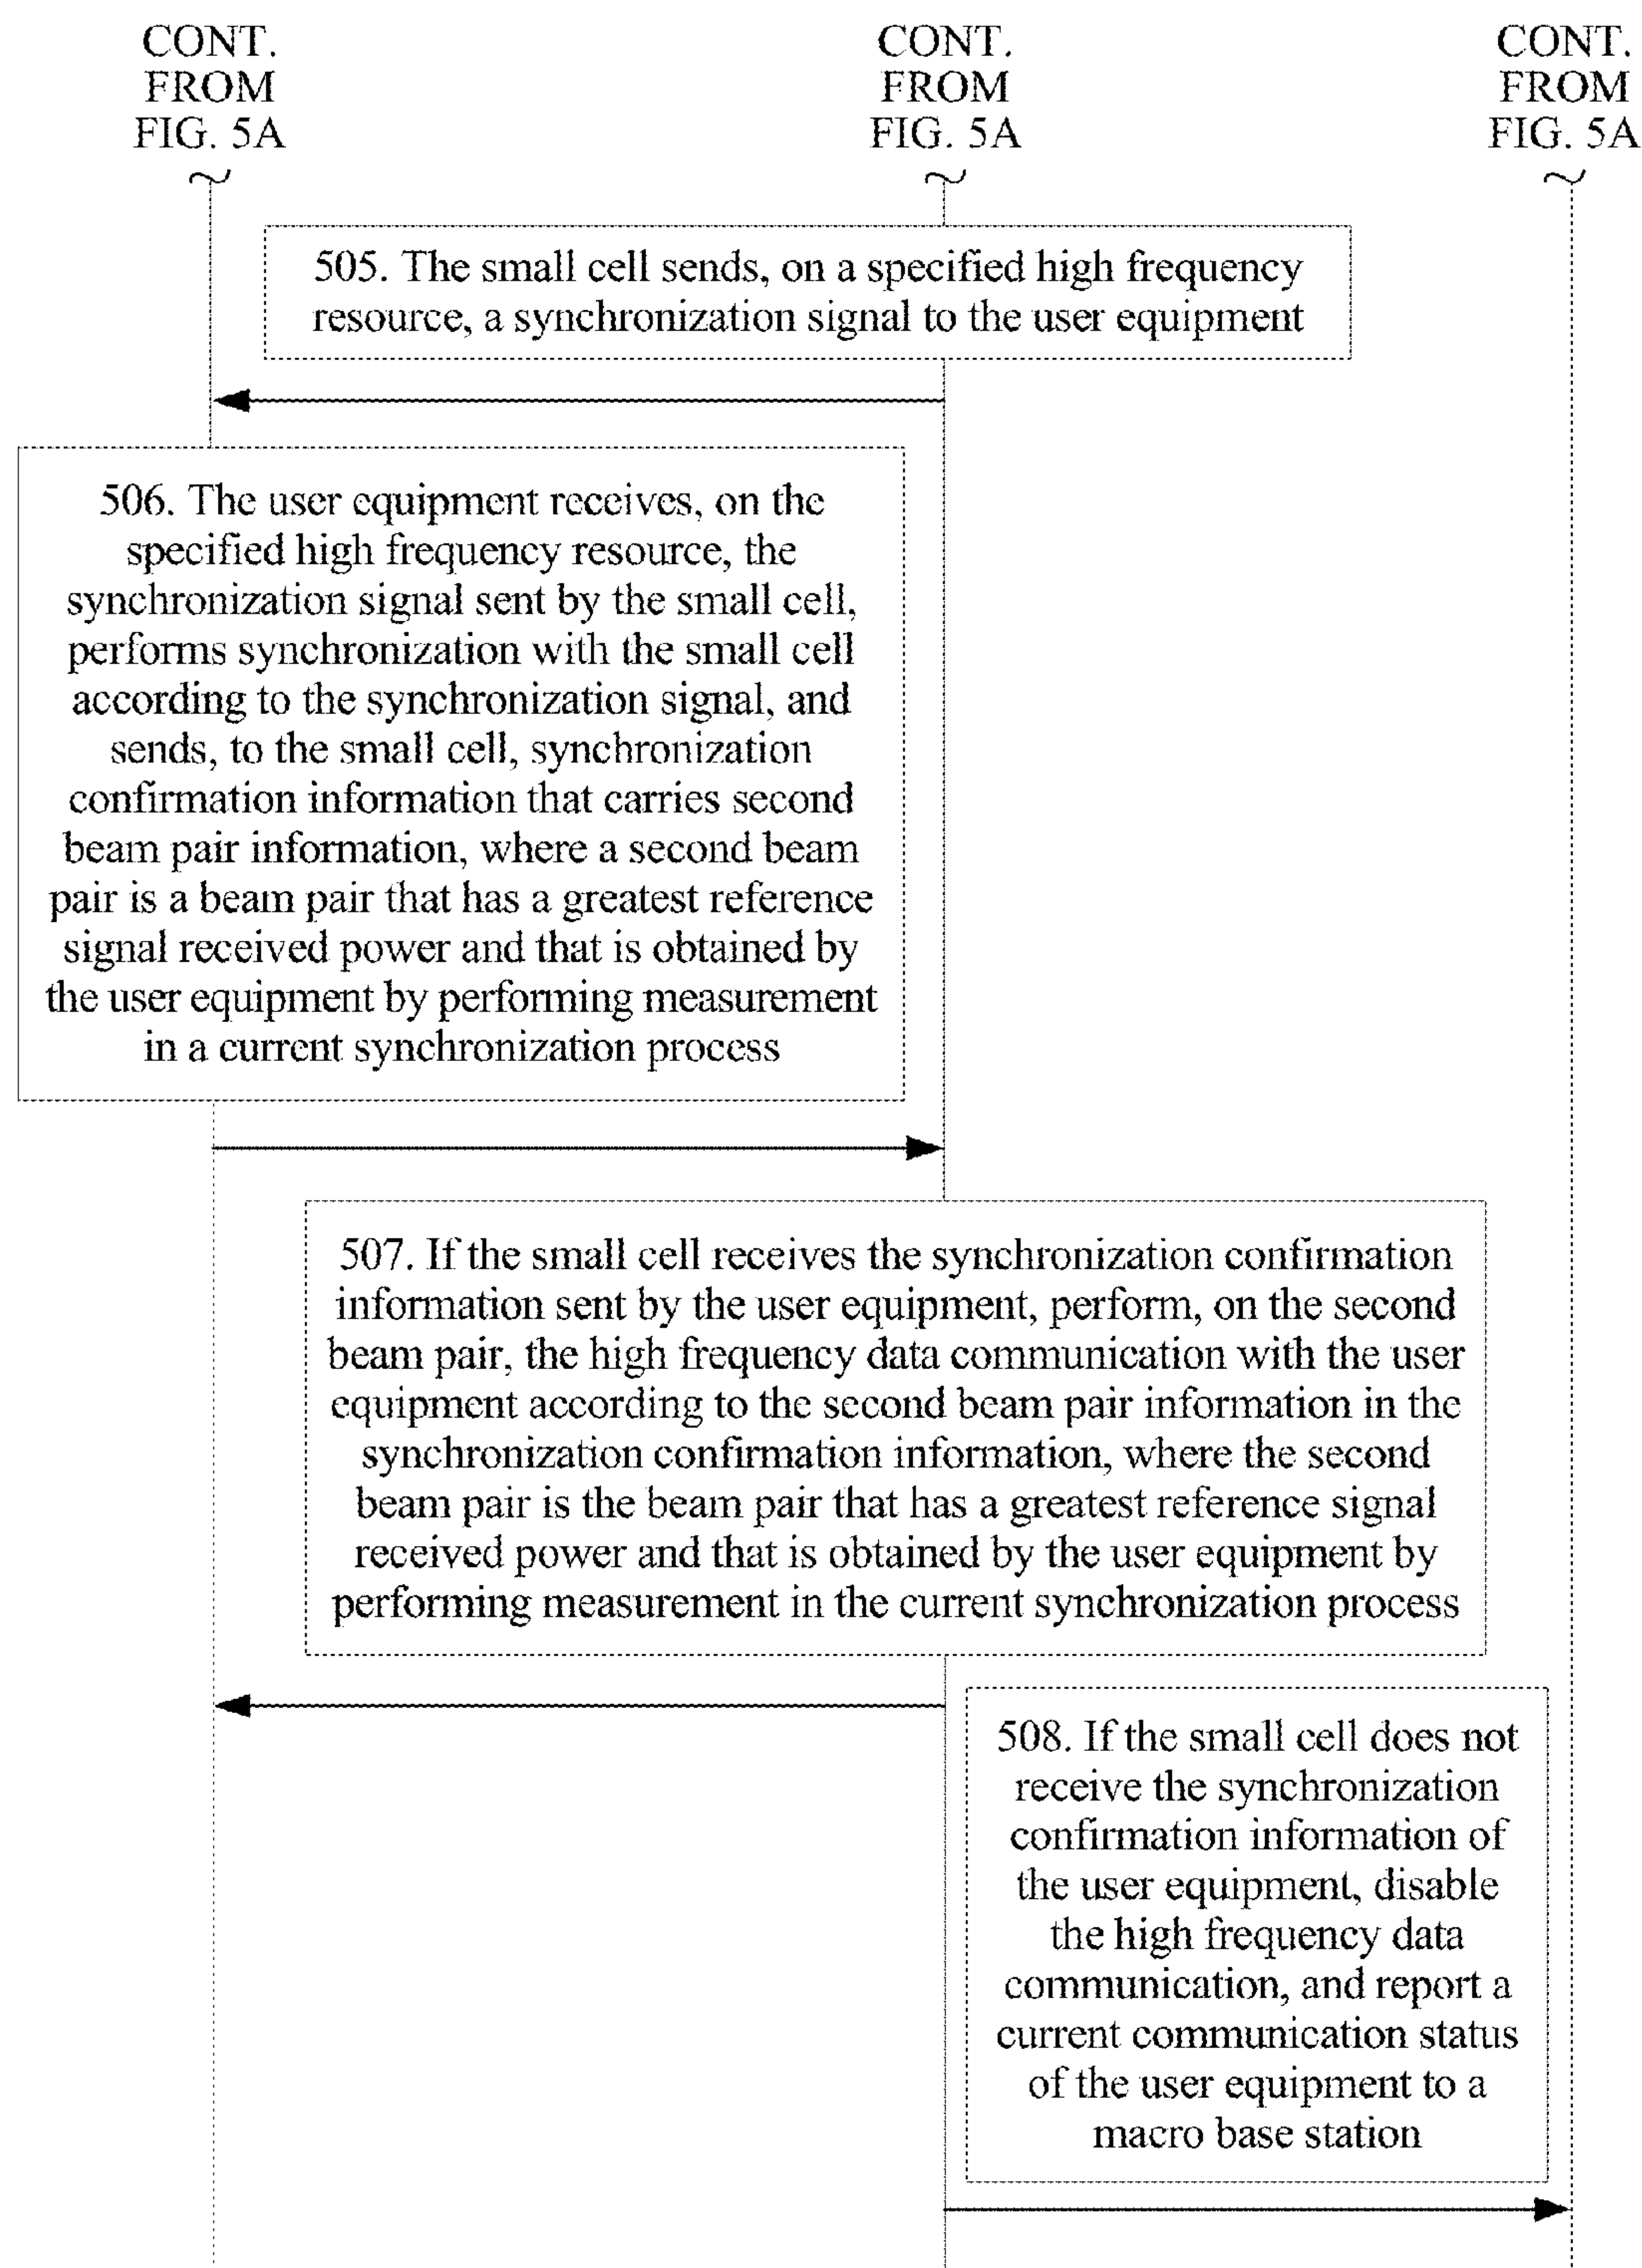 CONT.
FROM
FIG. 5A
CONT.
FROM
FIG. 5A
CONT.
FROM
FIG. 5A
505. The small cell sends, on a specified high frequency
resource, a synchronization signal to the user equipment
506. The user equipment receives, on the
specified high frequency resource, the
synchronization signal sent by the small cell,
performs synchronization with the small cell
according to the synchronization signal, and
sends, to the small cell, synchronization
confirmation information that carries second
beam pair information, where a second beam
pair is a beam pair that has a greatest reference
signal received power and that is obtained by
the user equipment by performing measurement
in a current synchronization process
507. If the small cell receives the synchronization confirmation
information sent by the user equipment, perform, on the second
beam pair, the high frequency data communication with the user
equipment according to the second beam pair information in the
synchronization confirmation information, where the second
beam pair is the beam pair that has a greatest reference signal
received power and that is obtained by the user equipment by
performing measurement in the current synchronization process
508. If the small cell does not
receive the synchronization
confirmation information of
the user equipment, disable
the high frequency data
communication, and report a
current communication status
of the user equipment to a
macro base station